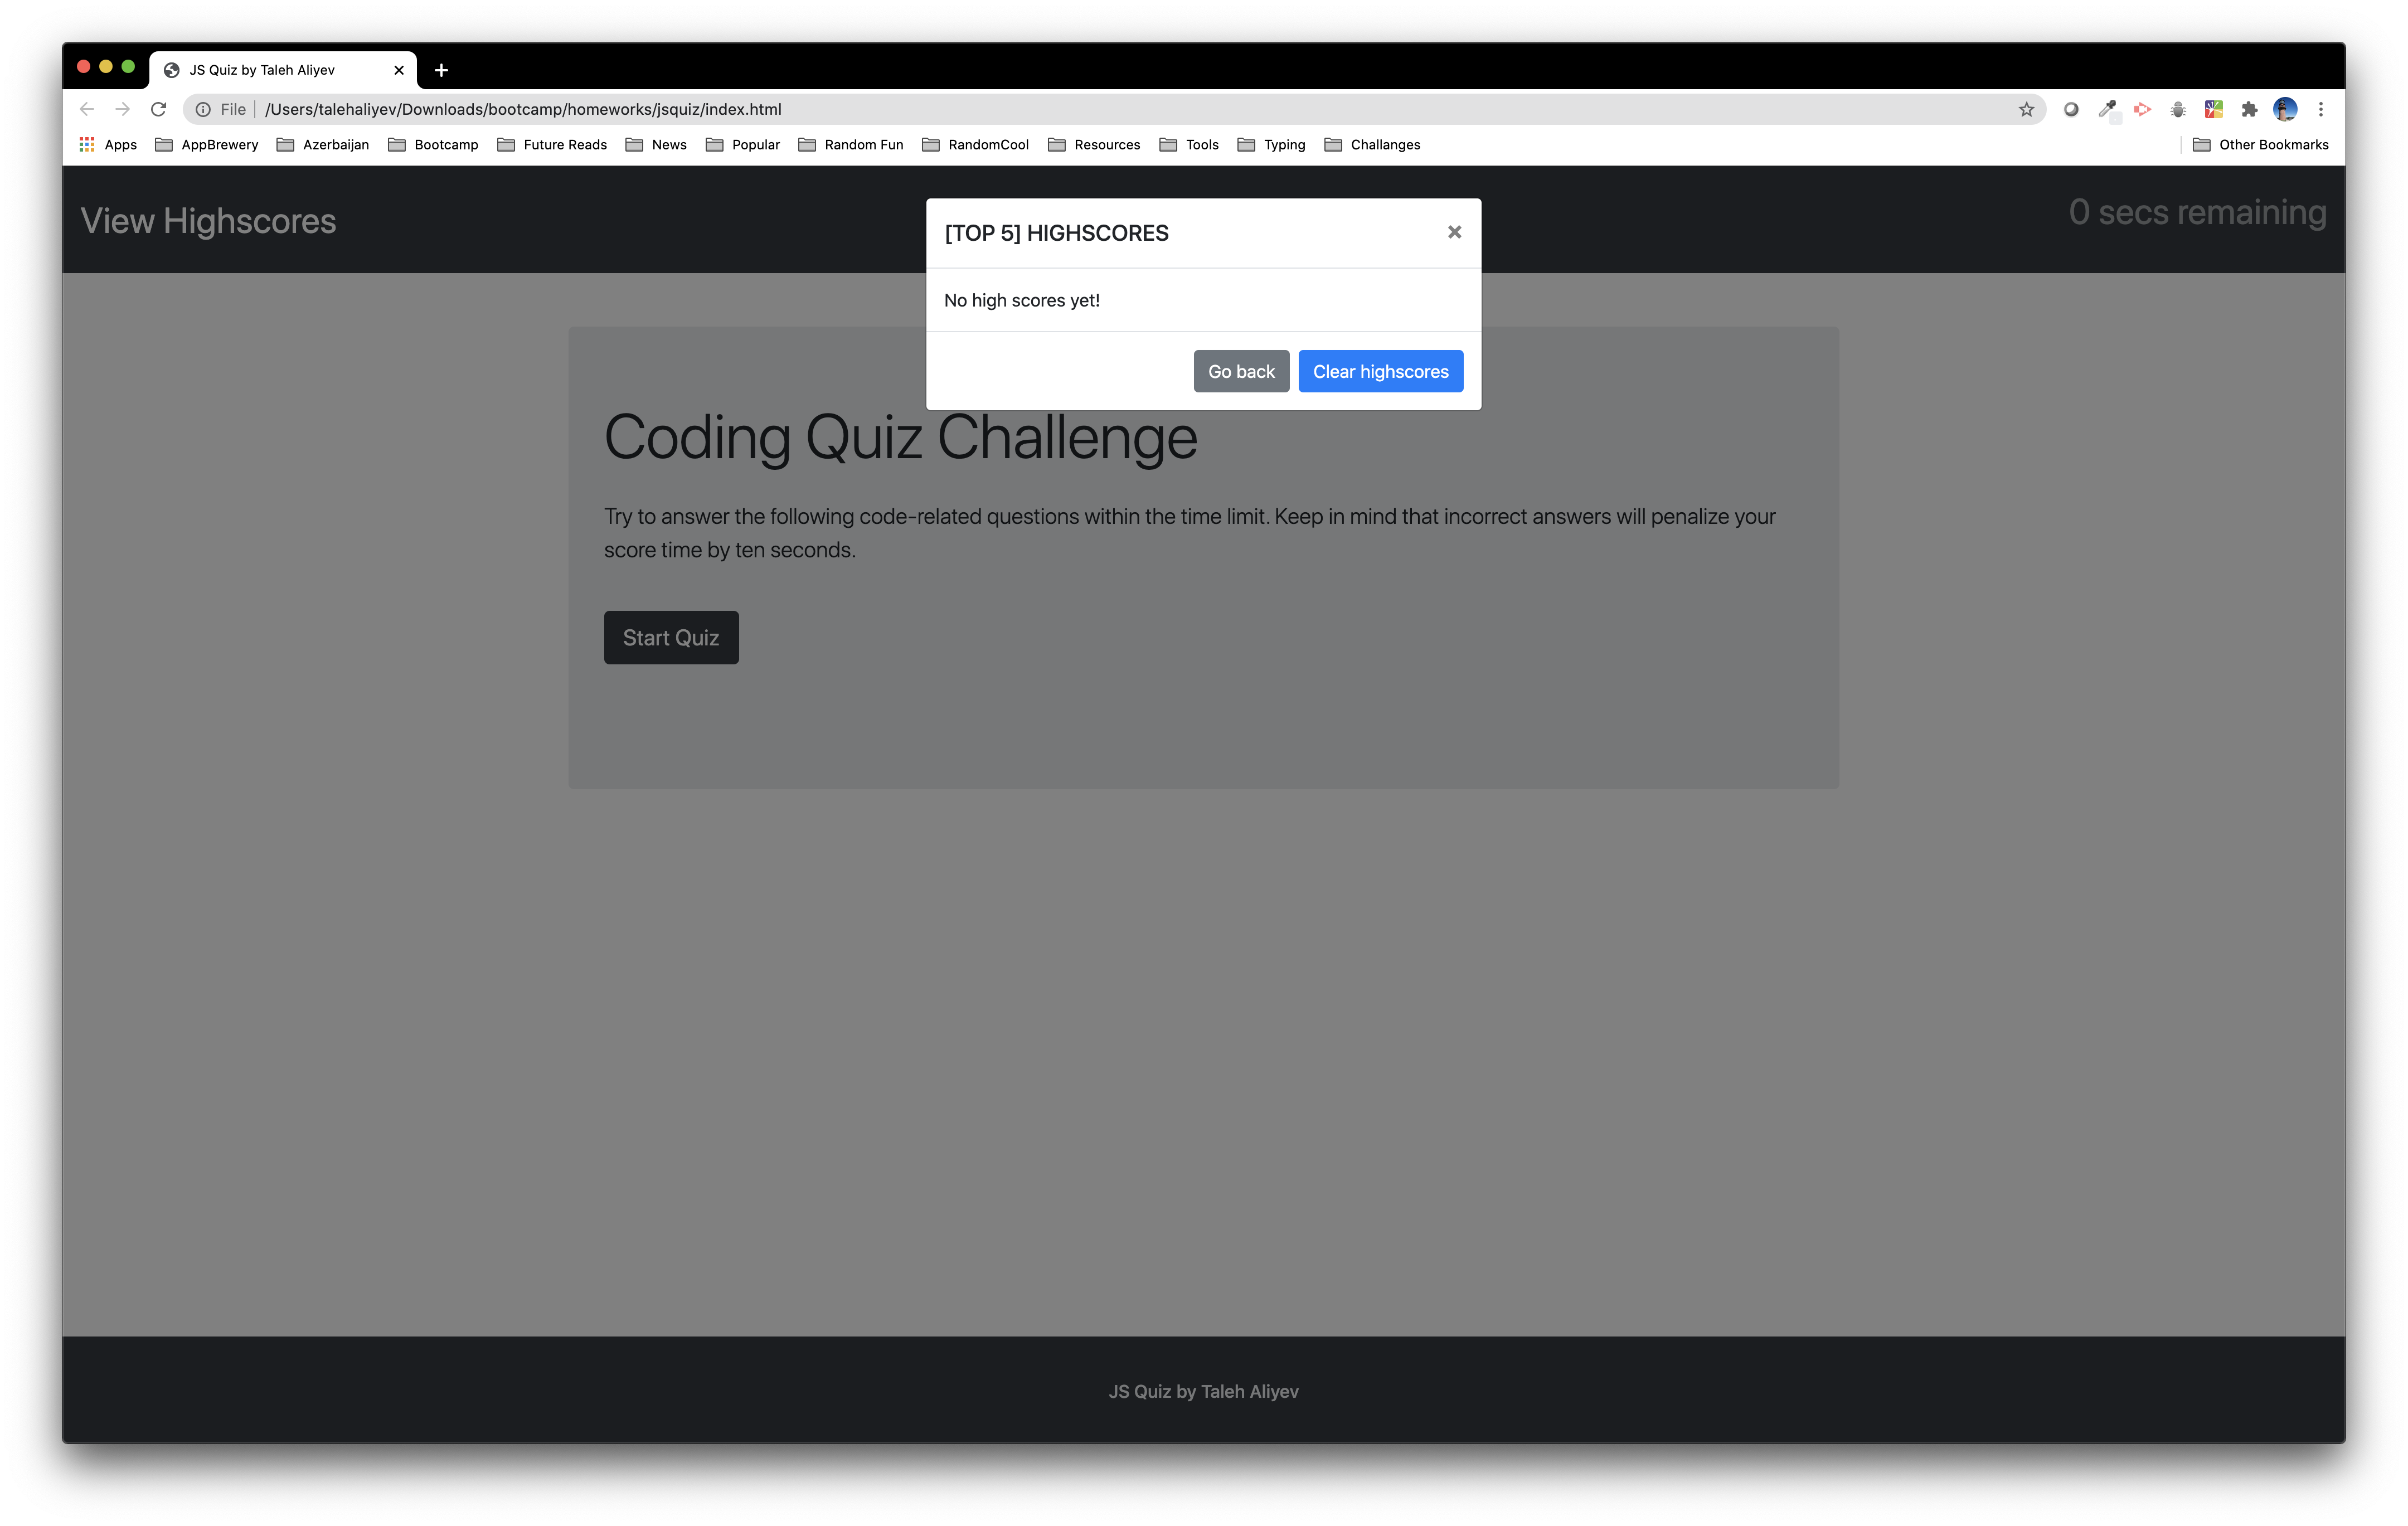 JS Quiz by Taleh Aliyev
File /Users/talehaliyev/Downloads/bootcamp/homeworks/jsquiz/index.html
Apps AppBrewery Azerbaijan Bootcamp Future Reads News Popular Random Fun RandomCool Resources Tools Typing Challanges Other Bookmarks
View Highscores
0 secs remaining
[TOP 5] HIGHSCORES
No high scores yet!
Go back Clear highscores
Coding Quiz Challenge
Try to answer the following code-related questions within the time limit. Keep in mind that incorrect answers will penalize your
score time by ten seconds.
Start Quiz
JS Quiz by Taleh Aliyev